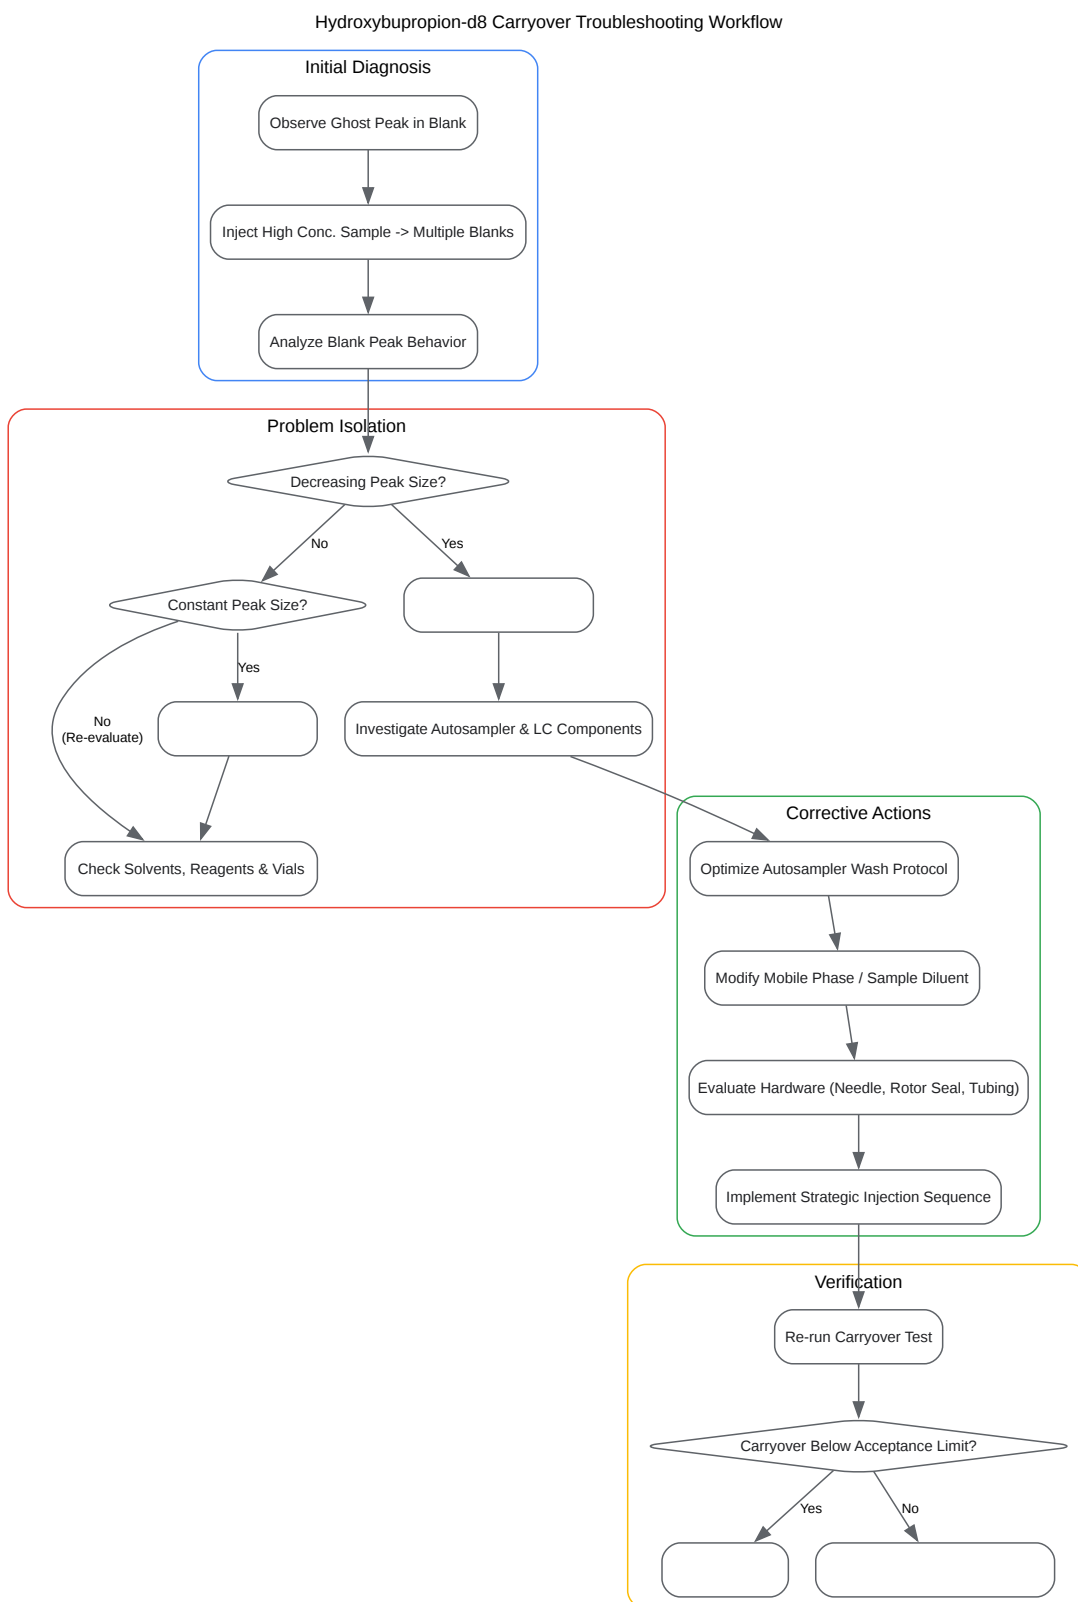 Hydroxybupropion-d8 Carryover Troubleshooting Workflow
Initial Diagnosis
Observe Ghost Peak in Blank
Inject High Conc. Sample -> Multiple Blanks
Analyze Blank Peak Behavior
Problem Isolation
Decreasing Peak Size?
No
Yes
Constant Peak Size?
Yes
No
(Re-evaluate)
Investigate Autosampler & LC Components
Check Solvents, Reagents & Vials
Corrective Actions
Optimize Autosampler Wash Protocol
Modify Mobile Phase / Sample Diluent
Evaluate Hardware (Needle, Rotor Seal, Tubing)
Implement Strategic Injection Sequence
Verification
Re-run Carryover Test
Carryover Below Acceptance Limit?
Yes
No